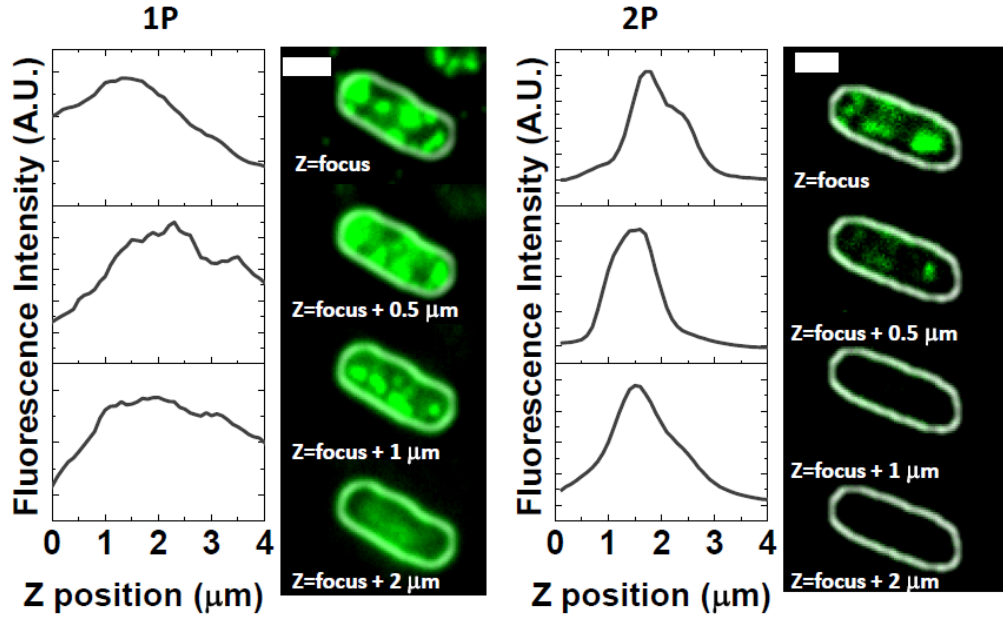 1P
2P
Fluorescence Intensity (A.U.)
0 1 2 3 4
Z position (μm)
Z=focus
Z=focus + 0.5 μm
Z=focus + 1 μm
Z=focus + 2 μm
Fluorescence Intensity (A.U.)
0 1 2 3 4
Z position (μm)
Z=focus
Z=focus + 0.5 μm
Z=focus + 1 μm
Z=focus + 2 μm